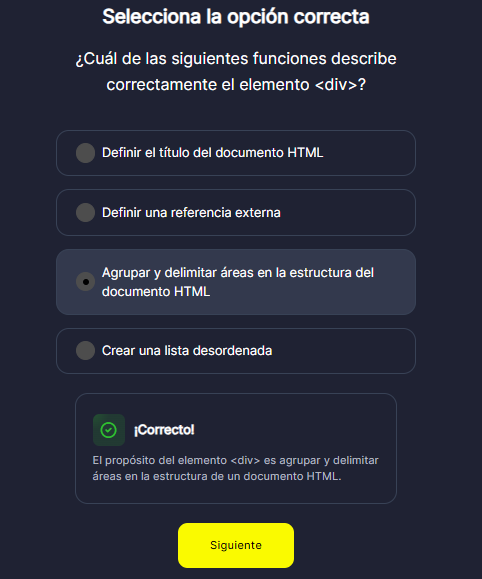 Selecciona la opción correcta
¿Cuál de las siguientes funciones describe
correctamente el elemento <div>?
Definir el título del documento HTML
Definir una referencia externa
Agrupar y delimitar áreas en la estructura del
documento HTML
Crear una lista desordenada
¡Correcto!
El propósito del elemento <div> es agrupar y delimitar
áreas en la estructura de un documento HTML.
Siguiente